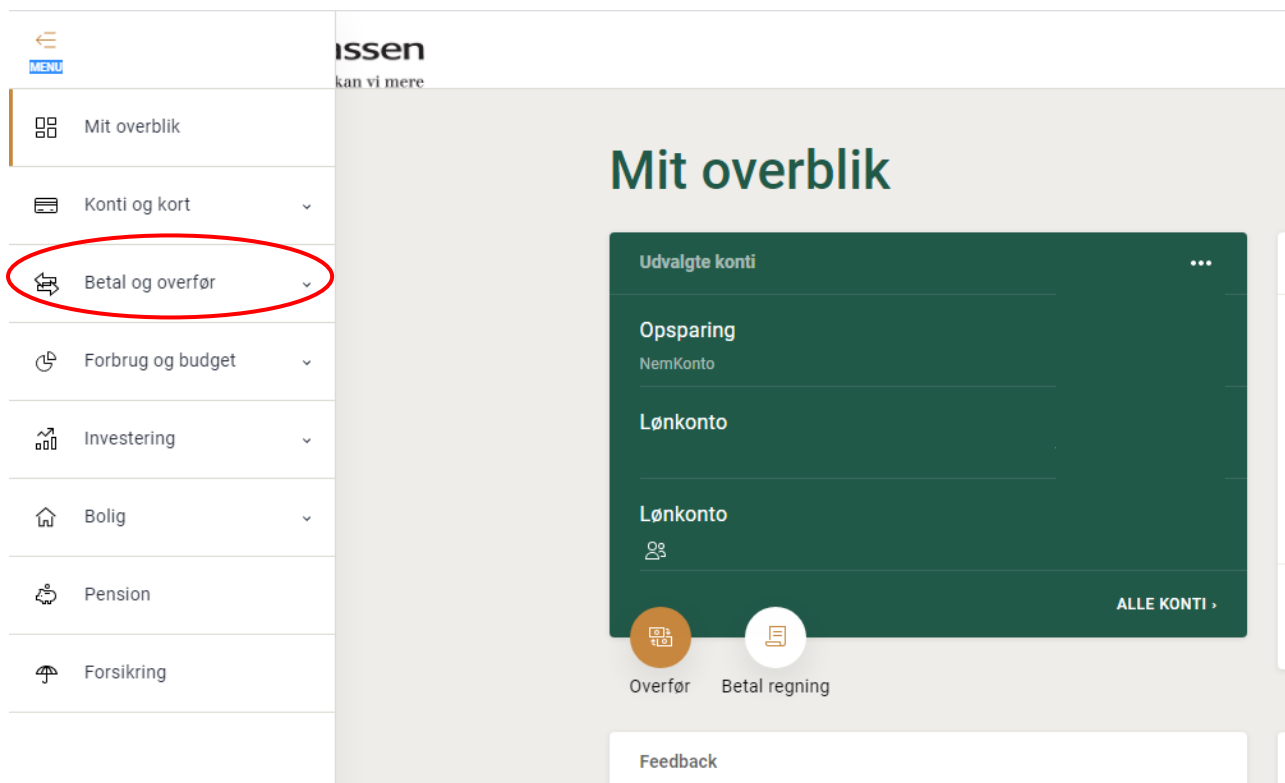 MENU
Mit overblik
Konti og kort
Betal og overfør
Forbrug og budget
Investering
Bolig
Pension
Forsikring
ssen
kan vi mere
Mit overblik
Udvalgte konti
Opsparing
NemKonto
Lønkonto
Lønkonto
ALLE KONTI ›
Overfør
Betal regning
Feedback